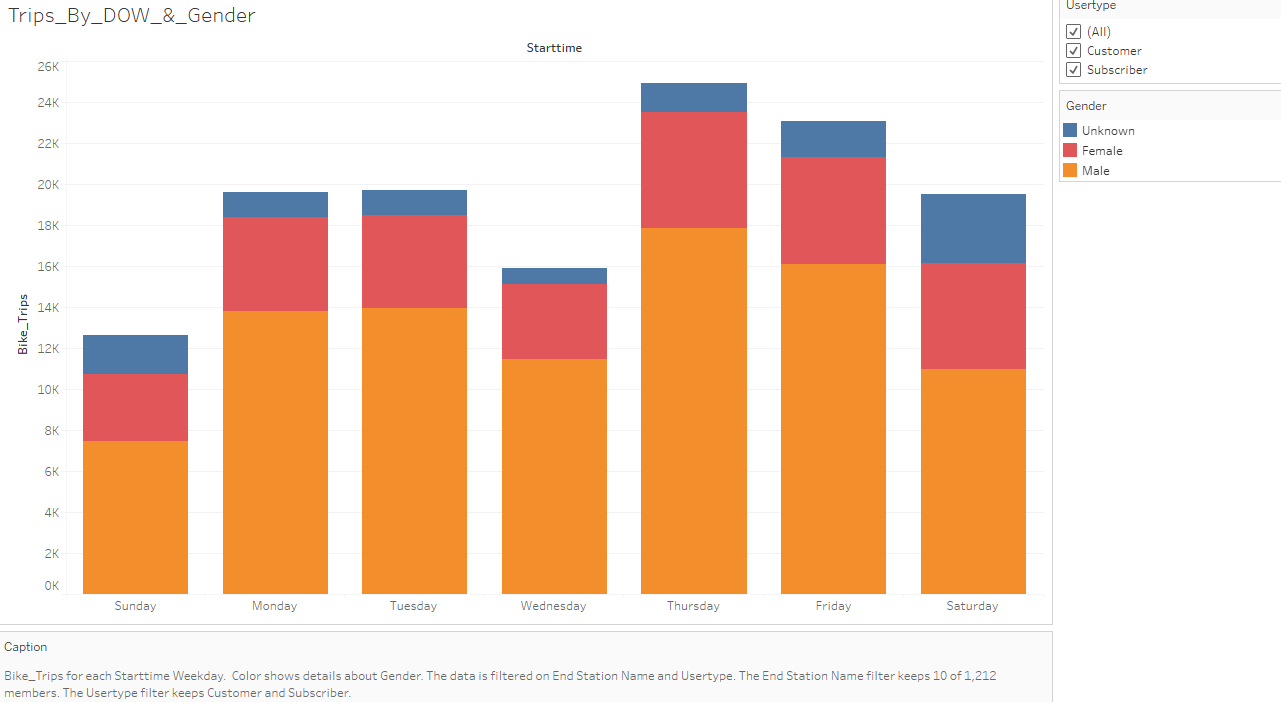 Trips_By_DOW_&_Gender
Starttime
26K
24K
22K
20K
18K
16K
14K
12K
10K
8K
6K
4K
2K
0K
Bike_Trips
Sunday
Monday
Tuesday
Wednesday
Thursday
Friday
Saturday
Usertype
(All)
Customer
Subscriber
Gender
Unknown
Female
Male
Caption
Bike_Trips for each Starttime Weekday.  Color shows details about Gender. The data is filtered on End Station Name and Usertype. The End Station Name filter keeps 10 of 1,212
members. The Usertype filter keeps Customer and Subscriber.